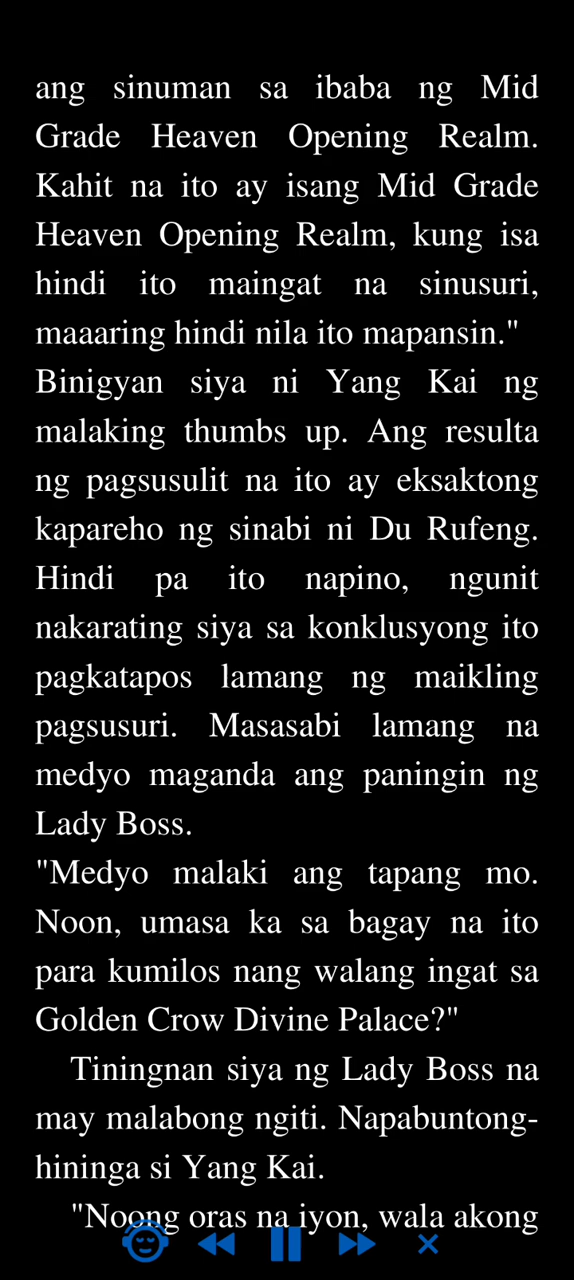 ang sinuman sa ibaba ng Mid
Grade Heaven Opening Realm.
Kahit na ito ay isang Mid Grade
Heaven Opening Realm, kung isa
hindi ito maingat na sinusuri,
maaaring hindi nila ito mapansin."
Binigyan siya ni Yang Kai ng
malaking thumbs up. Ang resulta
ng pagsusulit na ito ay eksaktong
kapareho ng sinabi ni Du Rufeng.
Hindi pa ito napino, ngunit
nakarating siya sa konklusyong ito
pagkatapos lamang ng maikling
pagsusuri. Masasabi lamang na
medyo maganda ang paningin ng
Lady Boss.
"Medyo malaki ang tapang mo.
Noon, umasa ka sa bagay na ito
para kumilos nang walang ingat sa
Golden Crow Divine Palace?"
Tiningnan siya ng Lady Boss na
may malabong ngiti. Napabuntong-
hininga si Yang Kai.
"Noong oras na iyon, wala akong